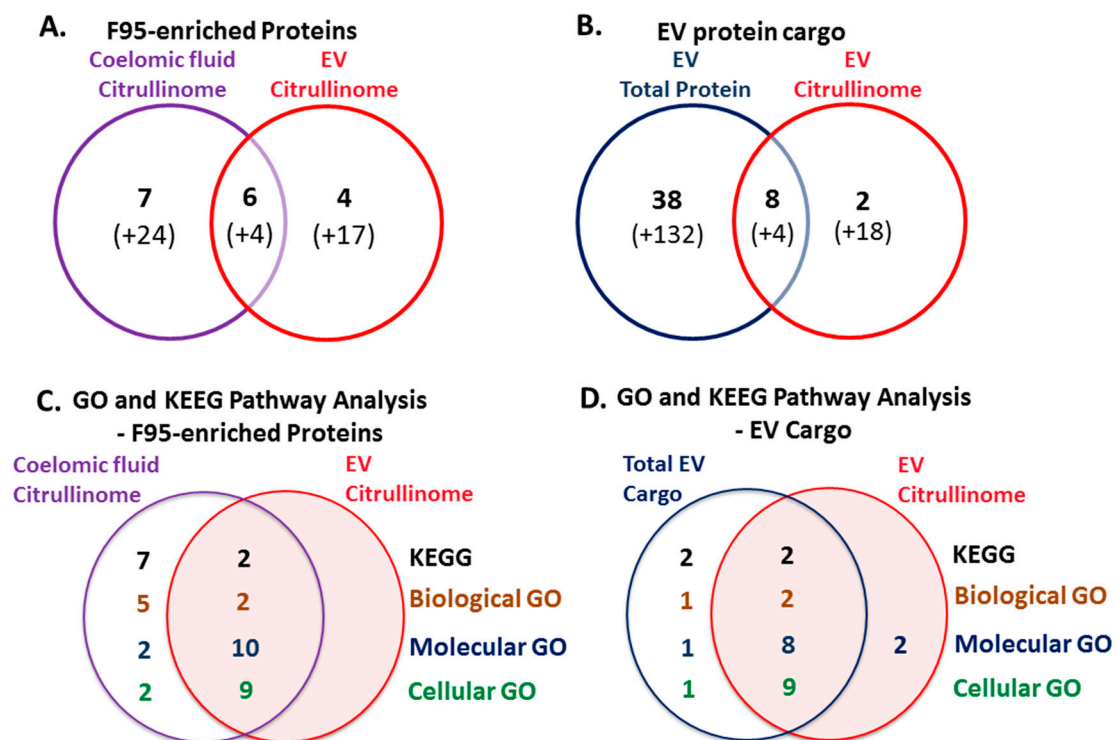 A. F95-enriched Proteins
Coelomic fluid
Citrullinome
EV
Citrullinome
7
(+24)
6
(+4)
4
(+17)
B. EV protein cargo
EV
Total Protein
EV
Citrullinome
38
(+132)
8
(+4)
2
(+18)
C. GO and KEEG Pathway Analysis
- F95-enriched Proteins
Coelomic fluid
Citrullinome
EV
Citrullinome
7 2 KEGG
5 2 Biological GO
2 10 Molecular GO
2 9 Cellular GO
D. GO and KEEG Pathway Analysis
- EV Cargo
Total EV
Cargo
EV
Citrullinome
2 2 KEGG
1 2 Biological GO
1 8 2 Molecular GO
1 9 Cellular GO